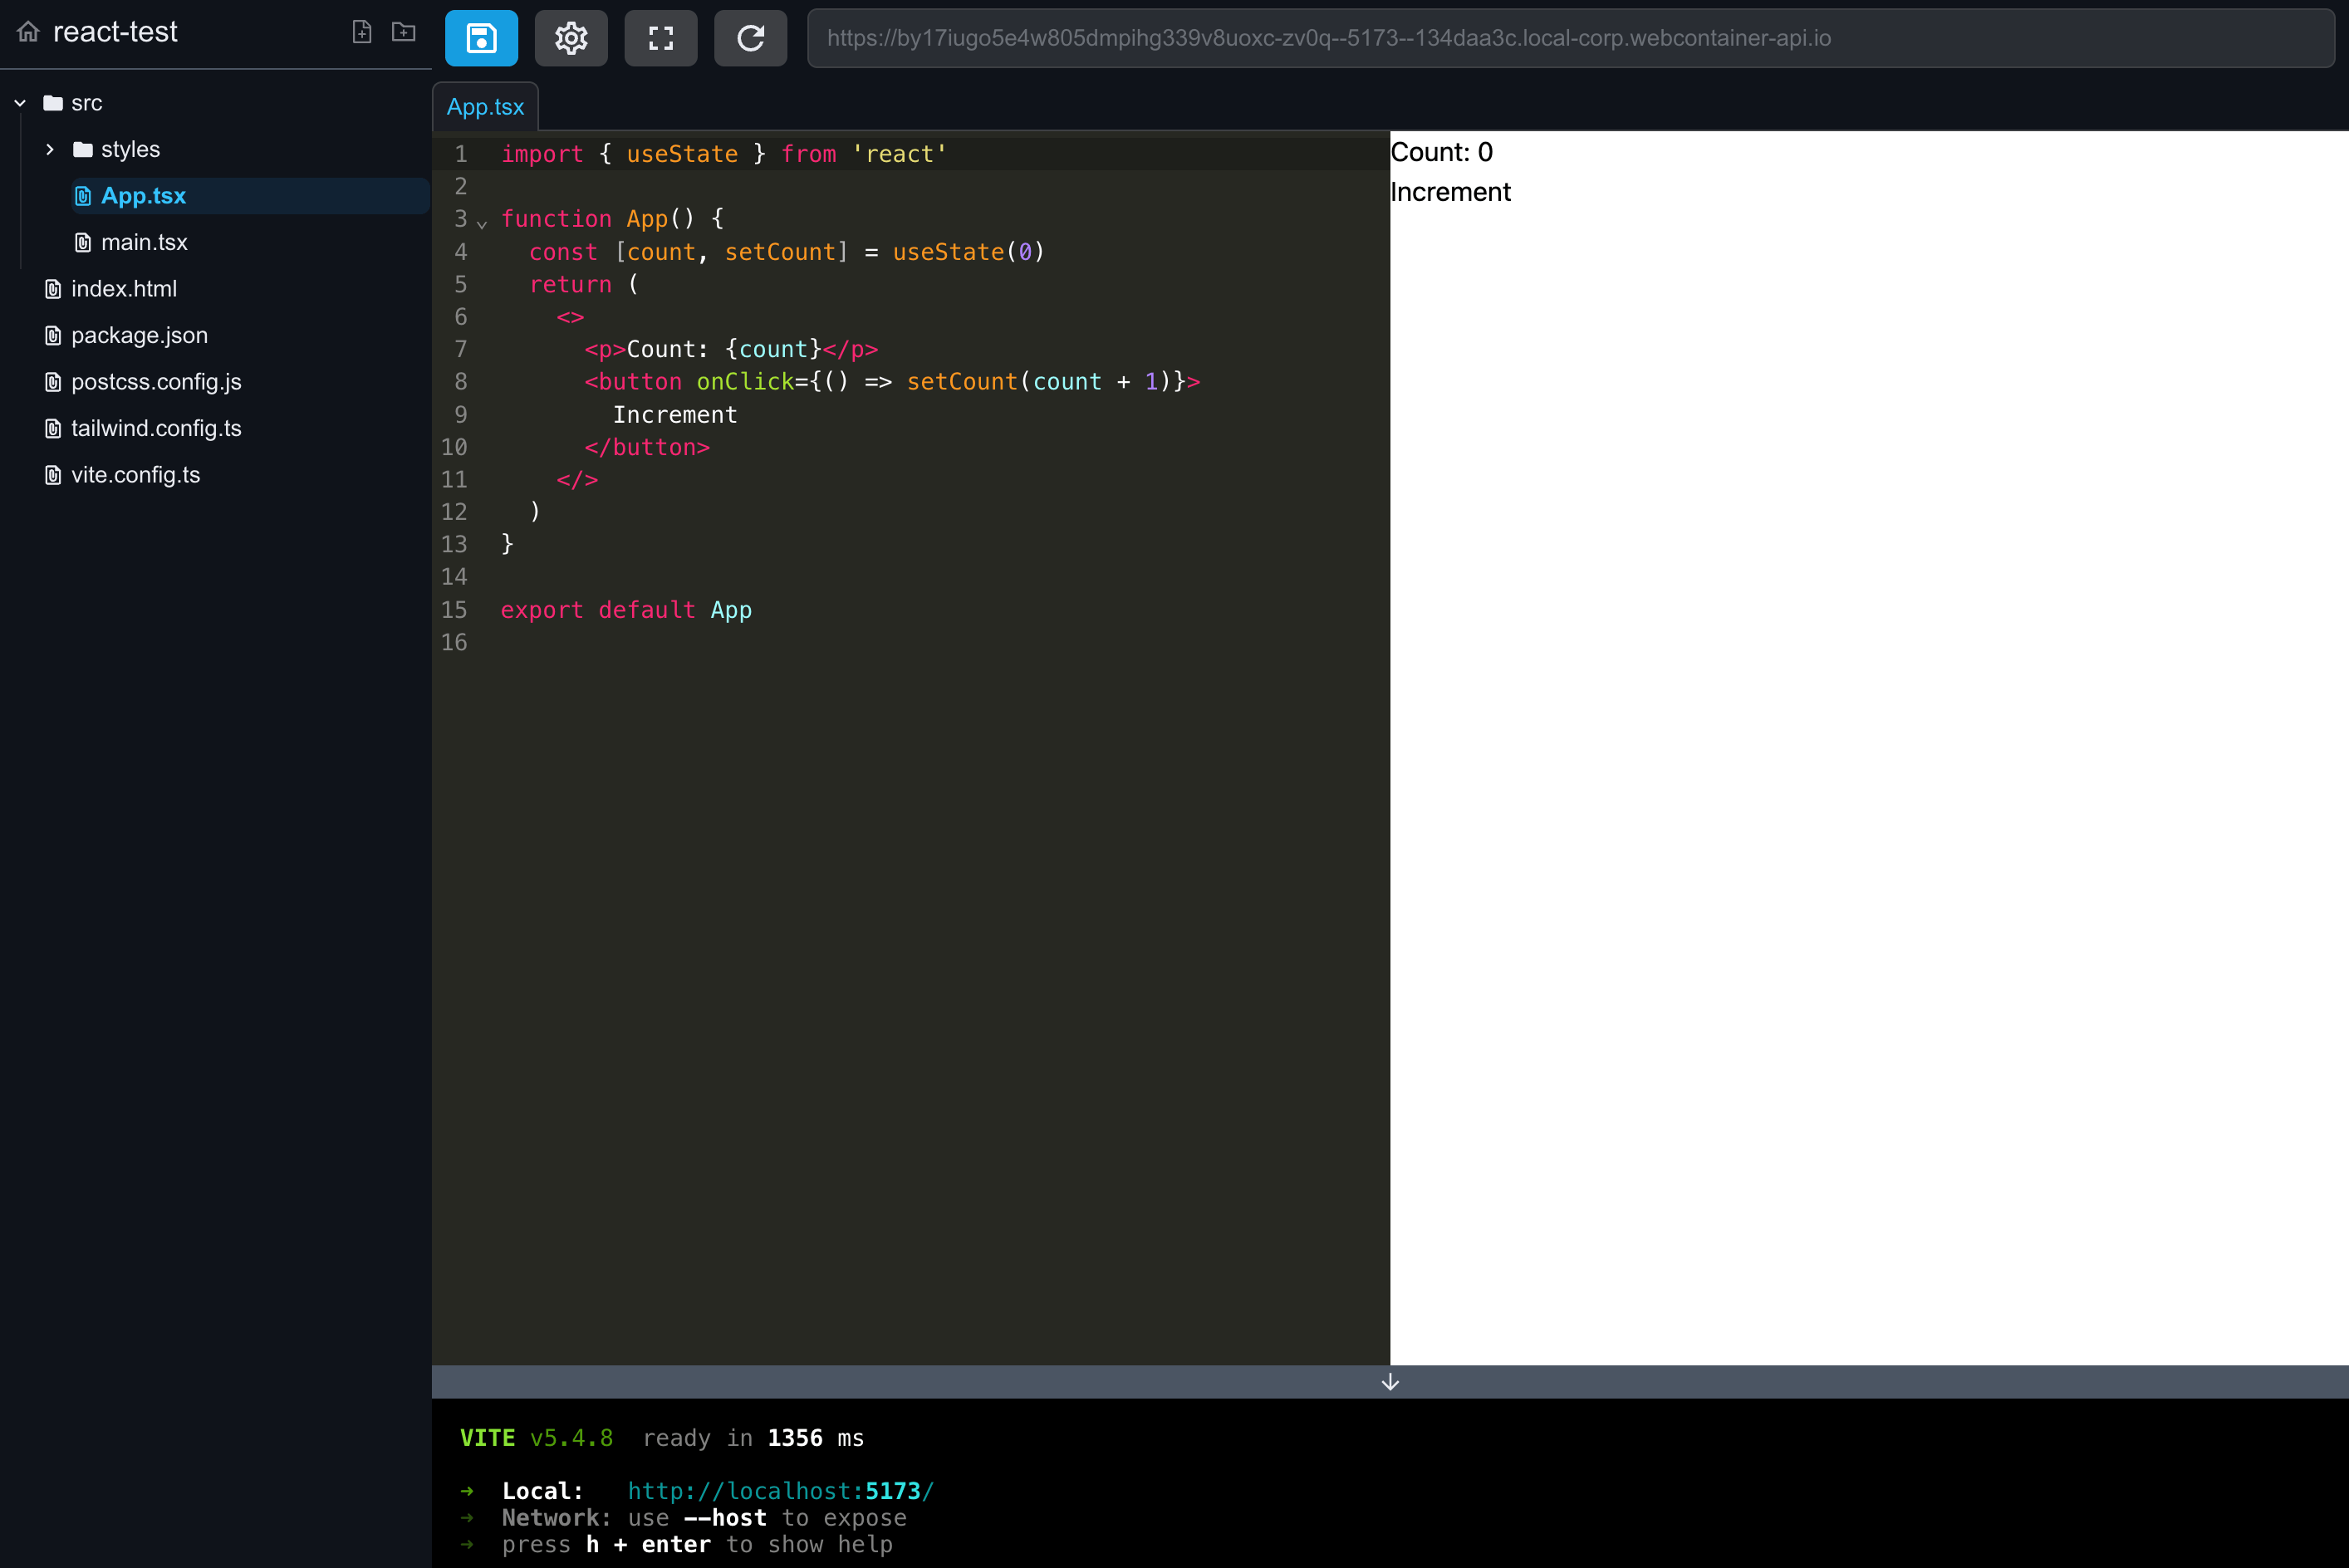 react-test
https://by17iugo5e4w805dmpihg339v8uoxc-zv0q--5173--134daa3c.local-corp.webcontainer-api.io
src
styles
App.tsx
main.tsx
index.html
package.json
postcss.config.js
tailwind.config.ts
vite.config.ts
App.tsx
1 import { useState } from 'react'
2
3 function App() {
4   const [count, setCount] = useState(0)
5   return (
6     <>
7       <p>Count: {count}</p>
8       <button onClick={() => setCount(count + 1)}>
9         Increment
10       </button>
11     </>
12   )
13 }
14
15 export default App
16
Count: 0
Increment
VITE v5.4.8  ready in 1356 ms
➜  Local:   http://localhost:5173/
➜  Network: use --host to expose
➜  press h + enter to show help